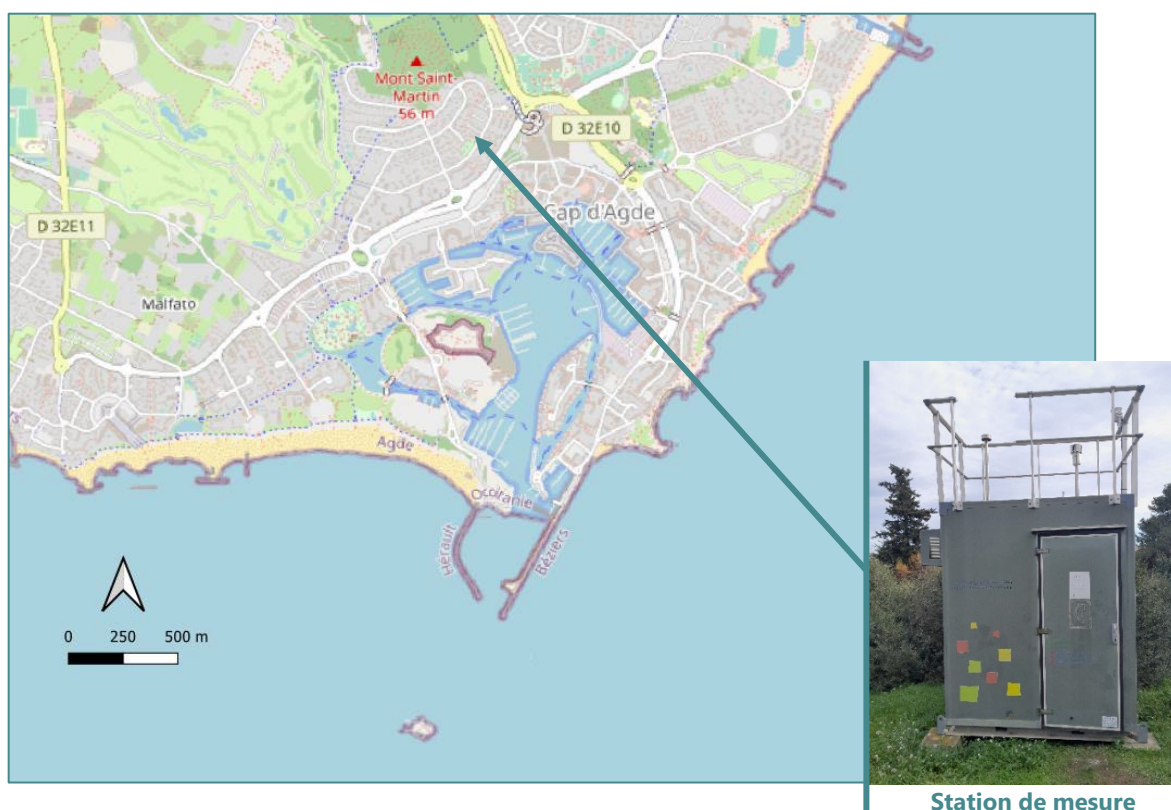 Mont Saint-
Martin
56 m
D 32E10
Cap d'Agde
D 32E11
Malfato
Agde
Occitanie
Hérault
Béziers
0 250 500 m
Station de mesure